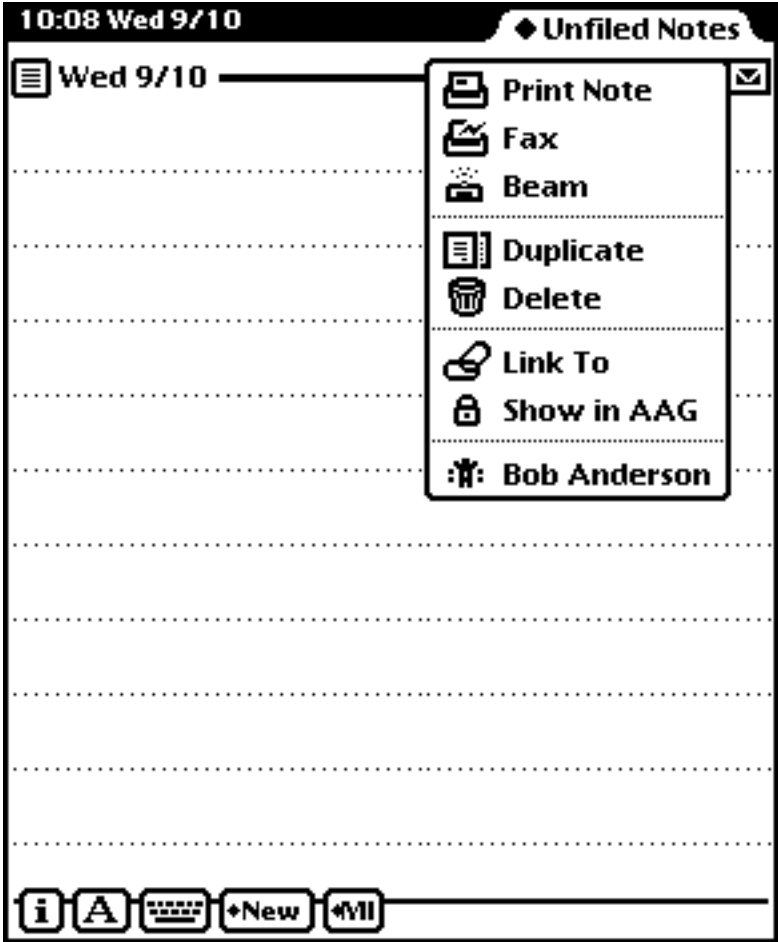 10:08 Wed 9/10
Unfiled Notes
Wed 9/10
Print Note
Fax
Beam
Duplicate
Delete
Link To
Show in AAG
Bob Anderson
i A New